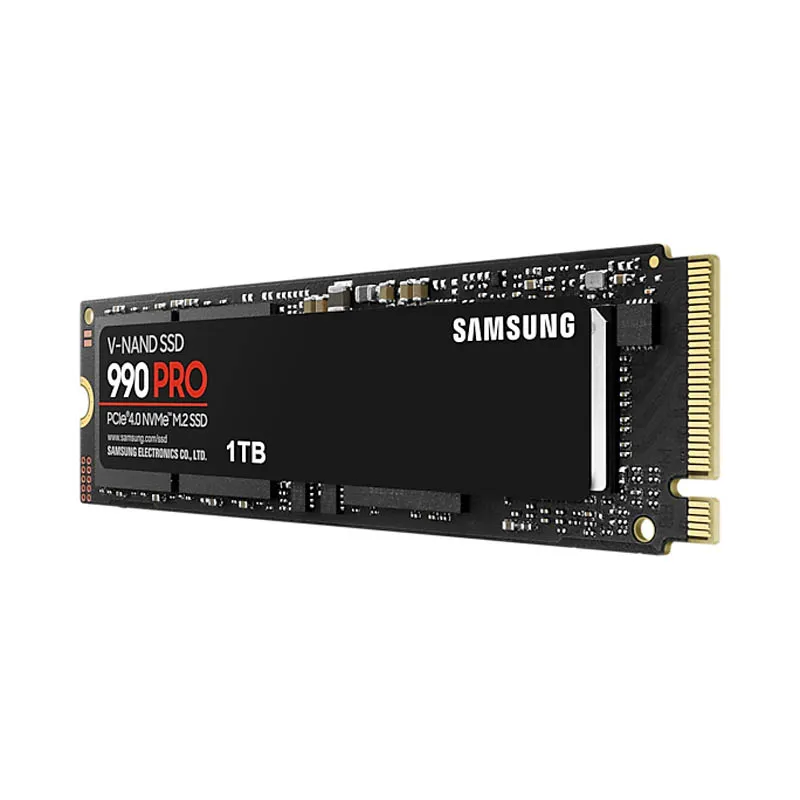 SAMSUNG
V-NAND SSD
990 PRO
PCIe® 4.0 NVMe™ M.2 SSD
www.samsung.com/ssd
SAMSUNG ELECTRONICS CO., LTD.
1TB